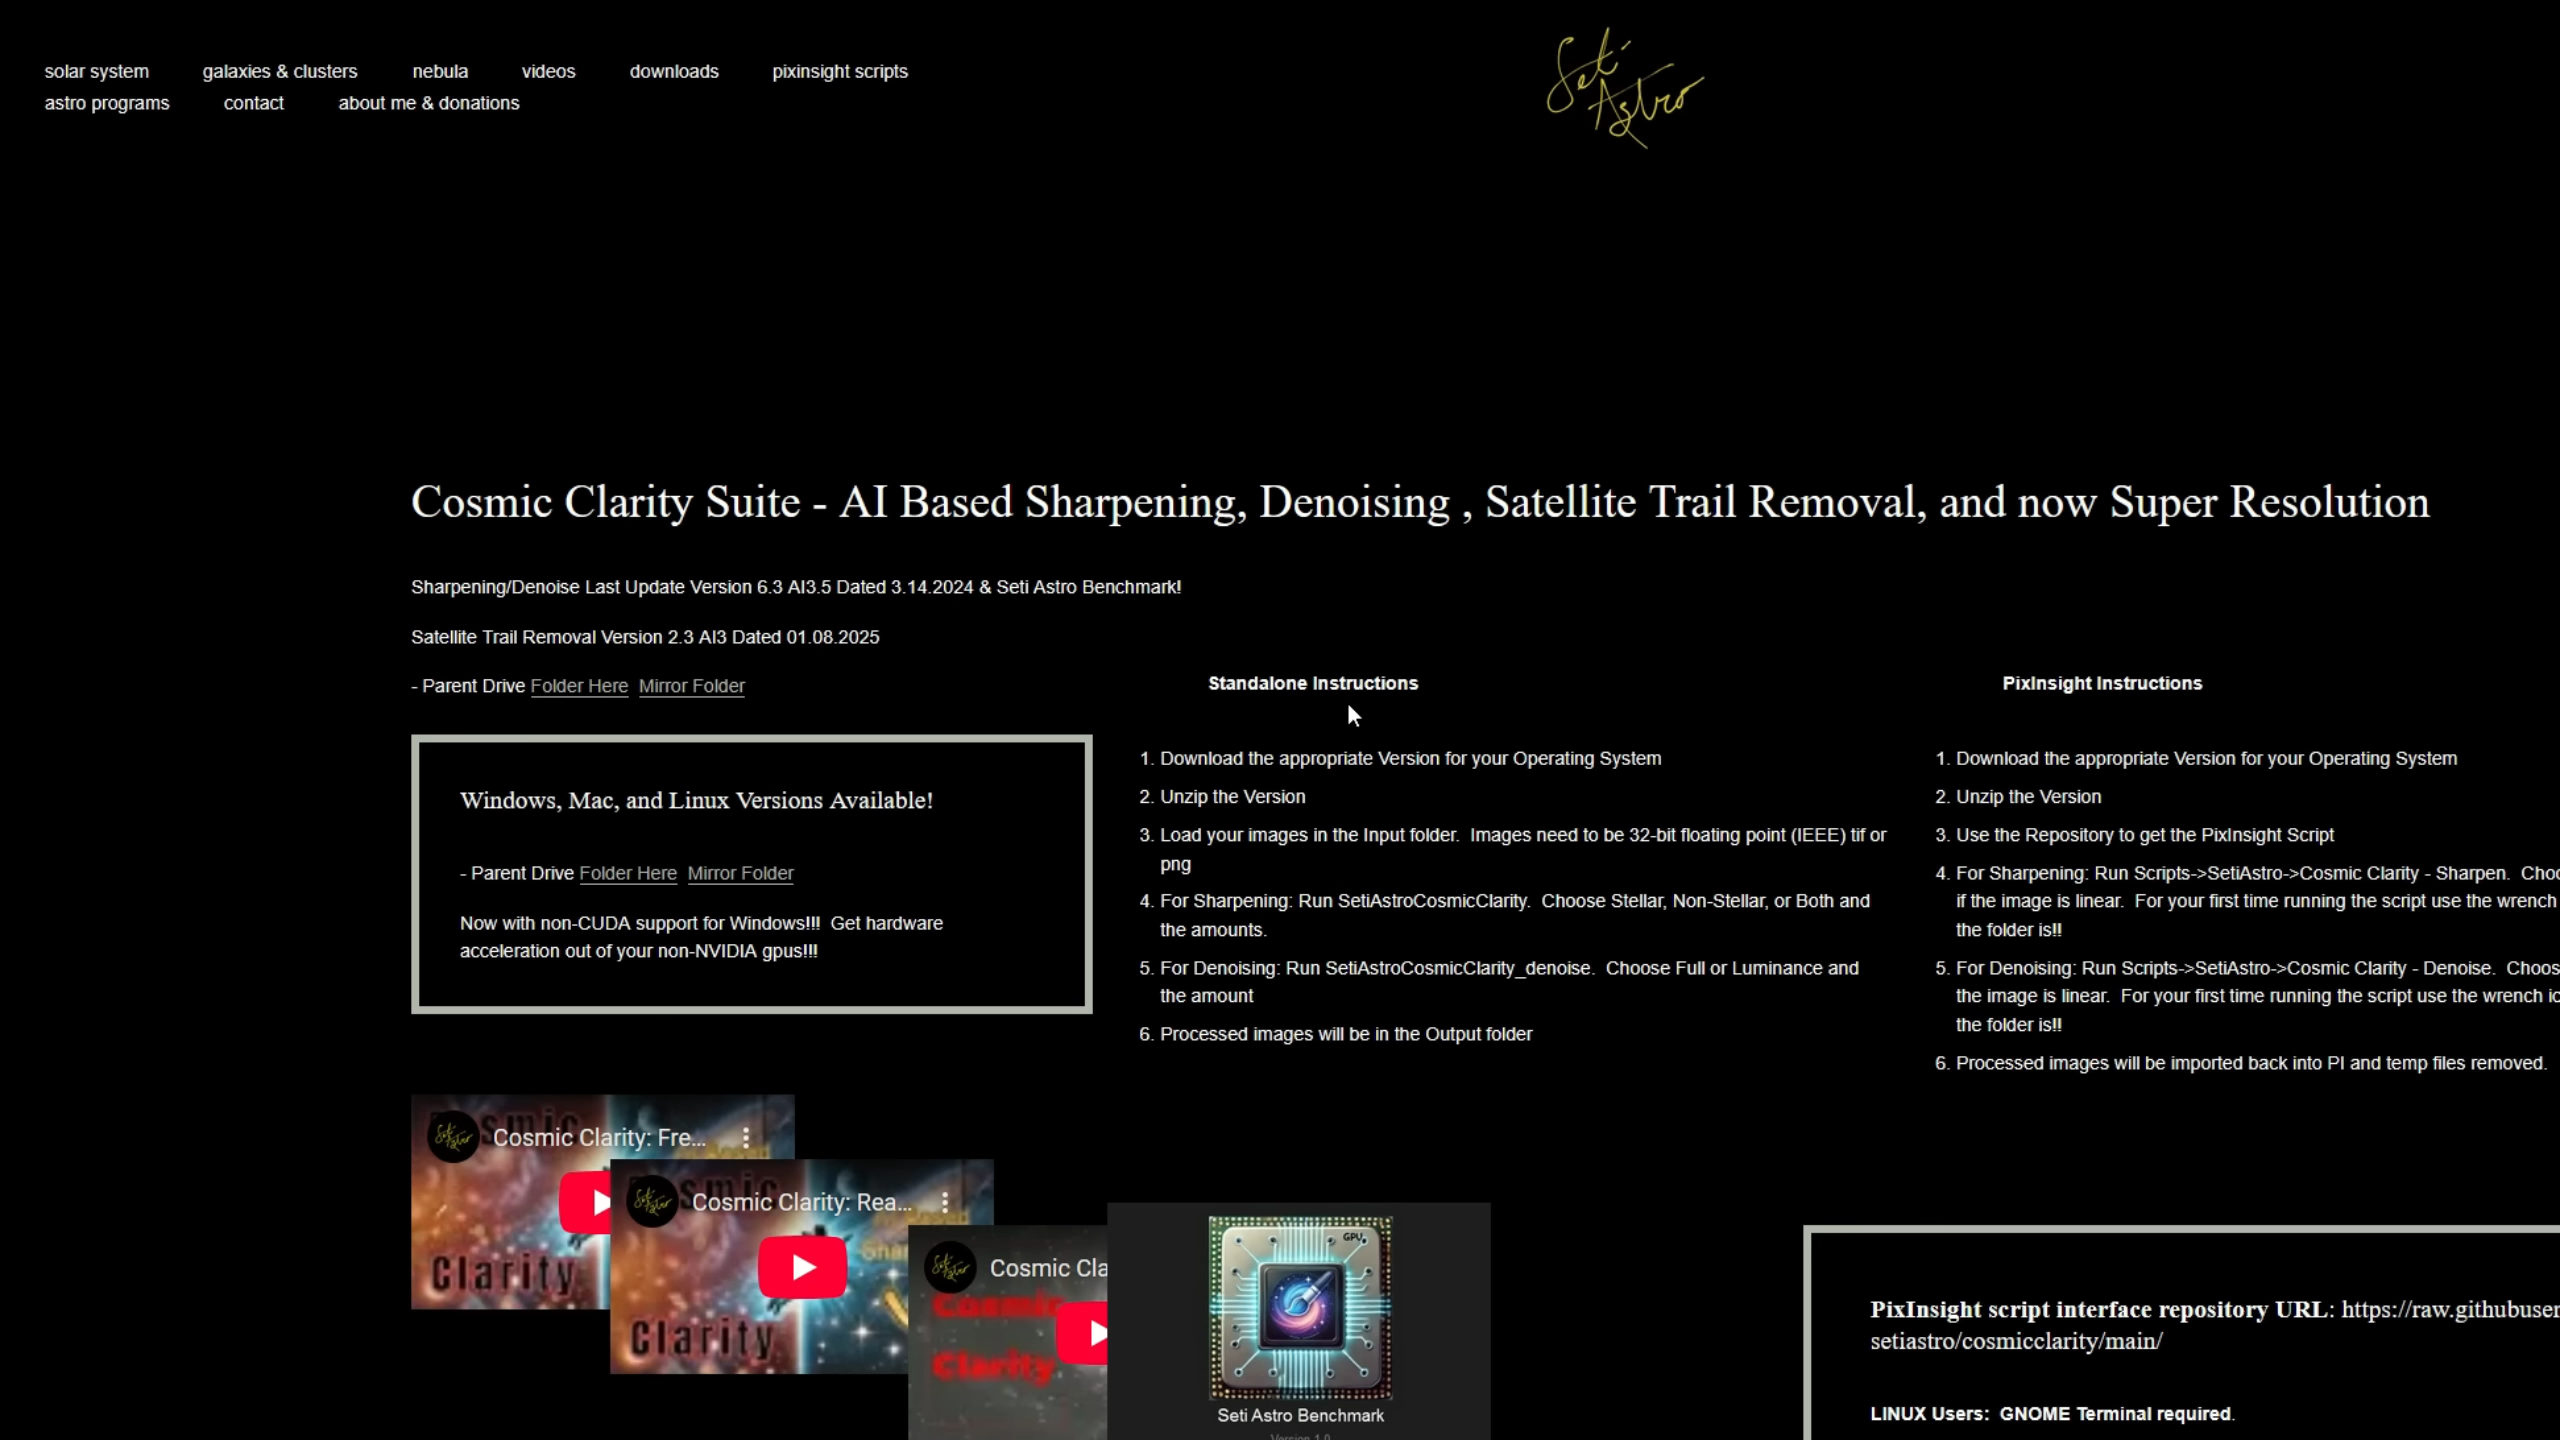 solar system galaxies & clusters nebula videos downloads pixinsight scripts
astro programs contact about me & donations
Seti Astro
Cosmic Clarity Suite - AI Based Sharpening, Denoising , Satellite Trail Removal, and now Super Resolution
Sharpening/Denoise Last Update Version 6.3 AI3.5 Dated 3.14.2024 & Seti Astro Benchmark!
Satellite Trail Removal Version 2.3 AI3 Dated 01.08.2025
- Parent Drive Folder Here Mirror Folder
Windows, Mac, and Linux Versions Available!
- Parent Drive Folder Here Mirror Folder
Now with non-CUDA support for Windows!!! Get hardware
acceleration out of your non-NVIDIA gpus!!!
Standalone Instructions
1. Download the appropriate Version for your Operating System
2. Unzip the Version
3. Load your images in the Input folder. Images need to be 32-bit floating point (IEEE) tif or
png
4. For Sharpening: Run SetiAstroCosmicClarity. Choose Stellar, Non-Stellar, or Both and
the amounts.
5. For Denoising: Run SetiAstroCosmicClarity_denoise. Choose Full or Luminance and
the amount
6. Processed images will be in the Output folder
PixInsight Instructions
1. Download the appropriate Version for your Operating System
2. Unzip the Version
3. Use the Repository to get the PixInsight Script
4. For Sharpening: Run Scripts->SetiAstro->Cosmic Clarity - Sharpen. Choo
if the image is linear. For your first time running the script use the wrench
the folder is!!
5. For Denoising: Run Scripts->SetiAstro->Cosmic Clarity - Denoise. Choos
the image is linear. For your first time running the script use the wrench ic
the folder is!!
6. Processed images will be imported back into PI and temp files removed.
Cosmic Clarity: Fre...
Clarity
Cosmic Clarity: Rea...
Clarity
Cosmic Cla
Cosmic
Clarity
GPU
Seti Astro Benchmark
Version 1.0
PixInsight script interface repository URL: https://raw.githubuser
setiastro/cosmicclarity/main/
LINUX Users: GNOME Terminal required.